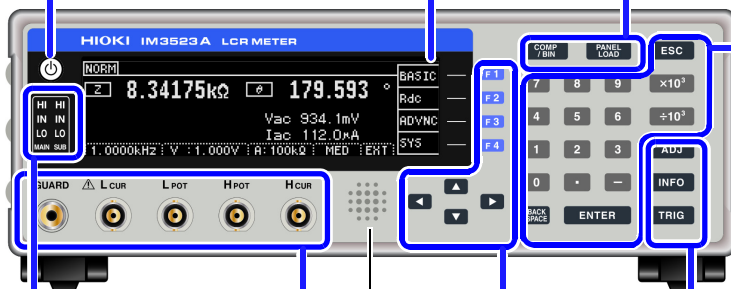 HIOKI IM3523A LCR METER
NORM
Z 8.34175kΩ θ 179.593 °
Vac 934.1mV
Iac 112.0µA
1.0000kHz V :1.000V A:100kΩ MED EXT
BASIC
Rdc
ADVNC
SYS
F1
F2
F3
F4
HI HI
IN IN
LO LO
MAIN SUB
GUARD ⚠ L CUR L POT H POT H CUR
COMP / BIN PANEL LOAD ESC
7 8 9 ×10³
4 5 6 ÷10³
1 2 3 ADJ
0 · − INFO
BACK SPACE ENTER TRIG